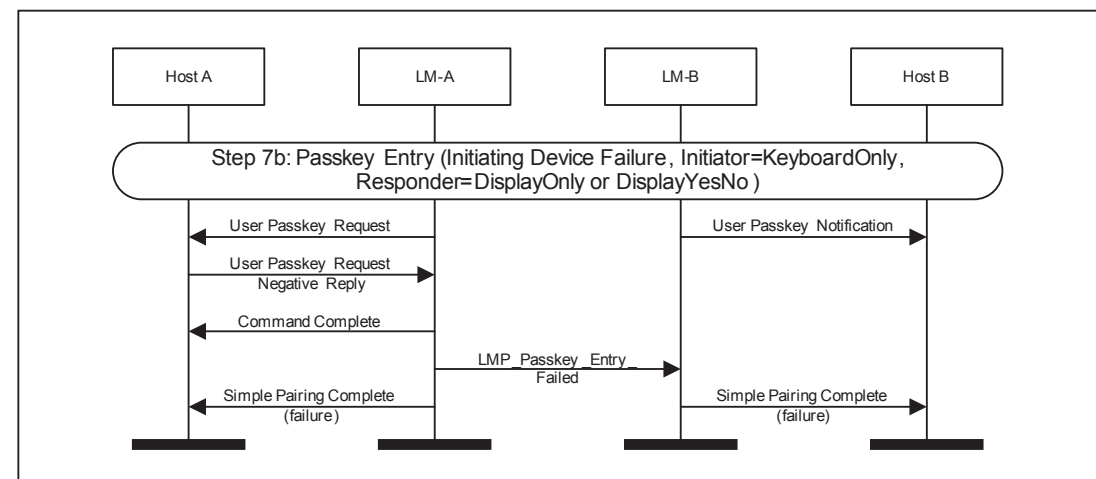 Host A
LM-A
LM-B
Host B
Step 7b: Passkey Entry (Initiating Device Failure, Initiator=KeyboardOnly,
Responder=DisplayOnly or DisplayYesNo)
User Passkey Request
User Passkey Notification
User Passkey Request
Negative Reply
Command Complete
LMP_Passkey_Entry_
Failed
Simple Pairing Complete
(failure)
Simple Pairing Complete
(failure)